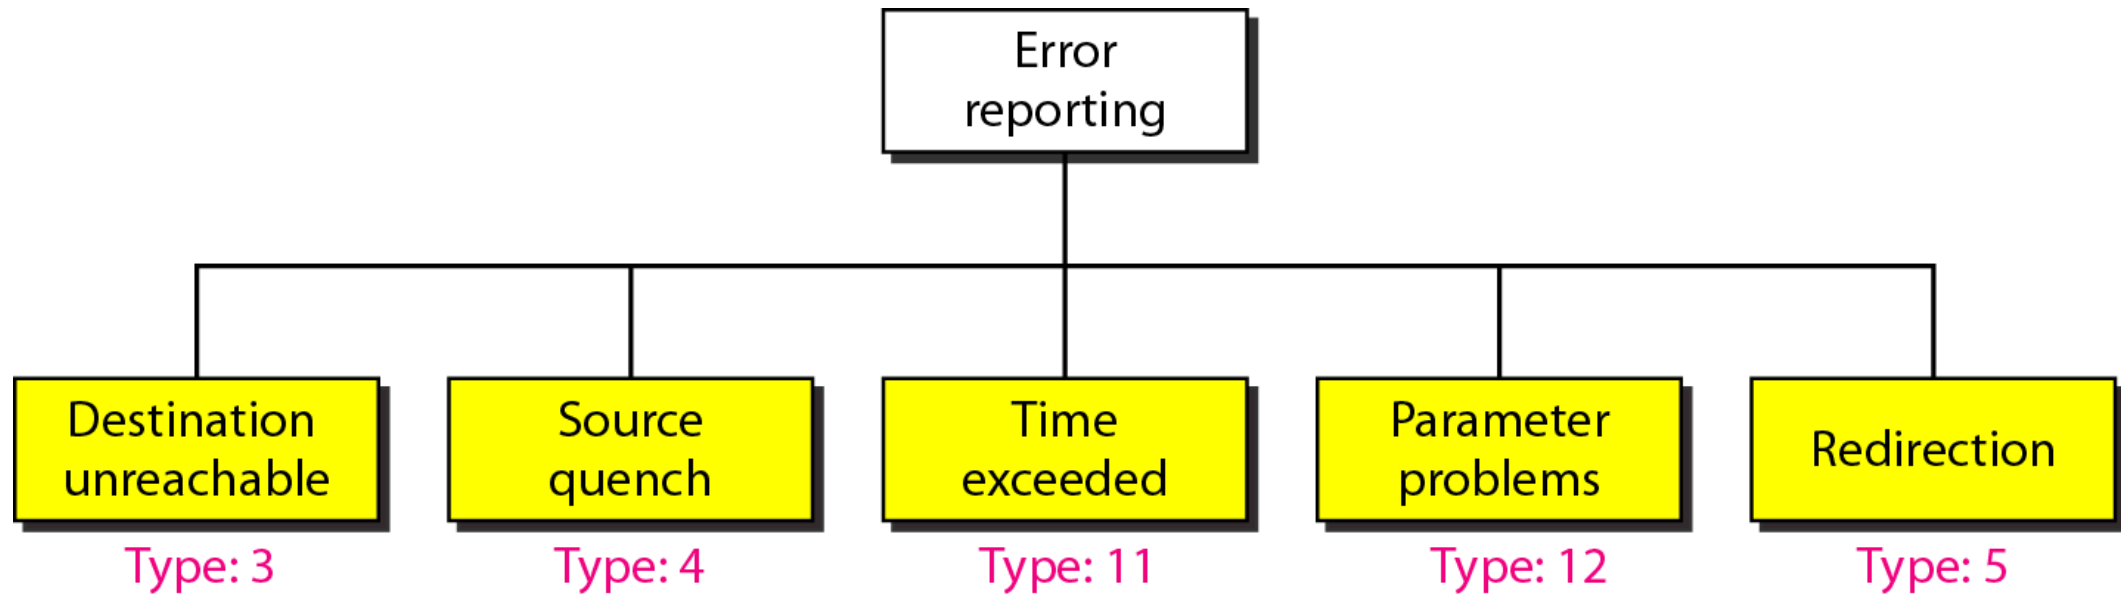 Error
reporting
Destination
unreachable
Source
quench
Time
exceeded
Parameter
problems
Redirection
Type: 3
Type: 4
Type: 11
Type: 12
Type: 5